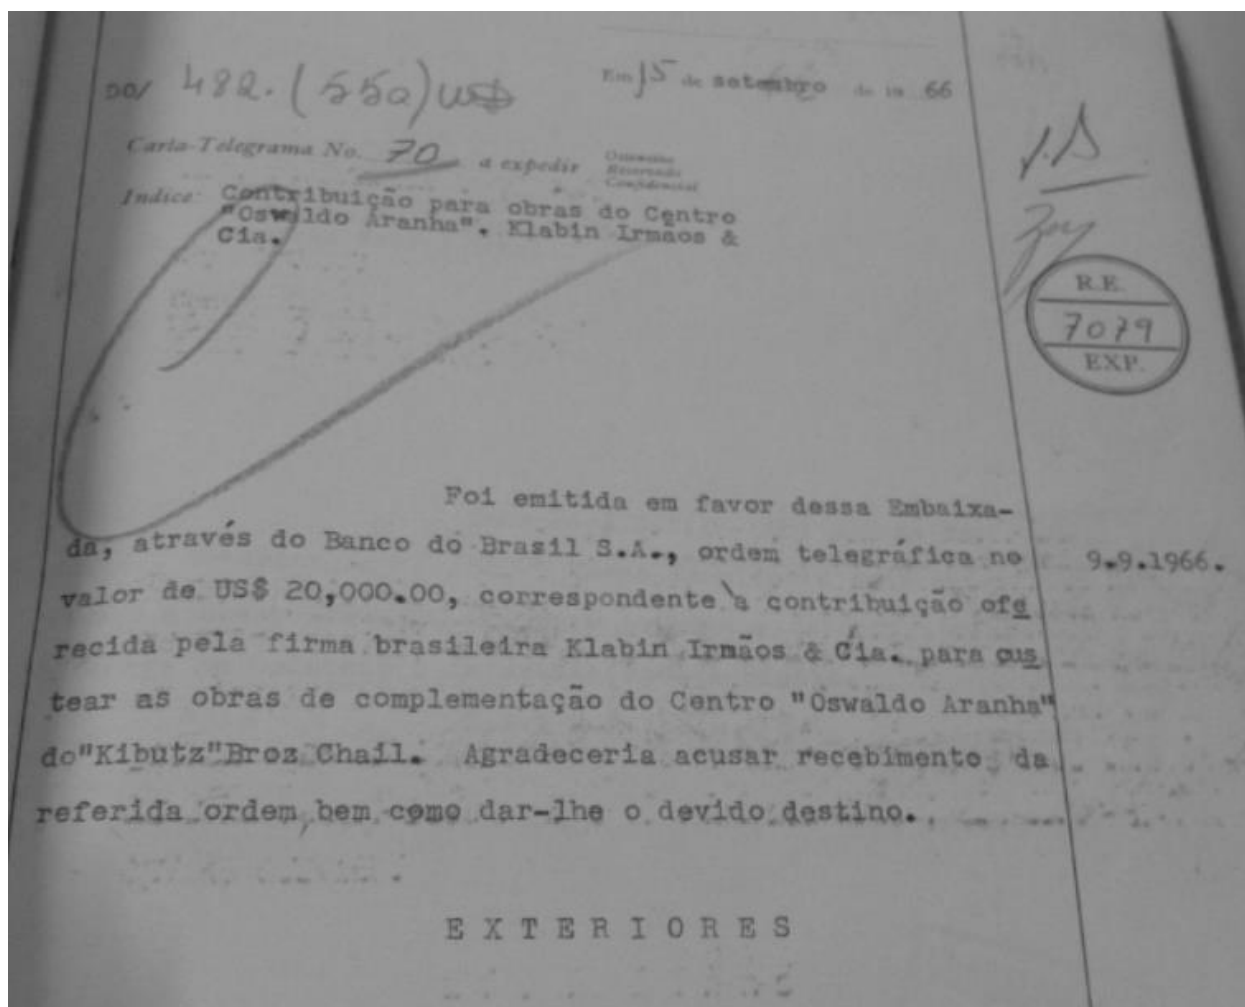 DO/ 482.(550)
Em 15 de setembro de 19 66
Carta-Telegrama No. 70 a expedir
Ostensivo
Reservado
Confidencial
Indice: Contribuição para obras do Centro
"Oswaldo Aranha". Klabin Irmãos &
Cia.
R.E.
7079
EXP.
Foi emitida em favor dessa Embaixa-
da, através do Banco do Brasil S.A., ordem telegráfica no
9.9.1966.
valor de US$ 20,000.00, correspondente à contribuição ofe
recida pela firma brasileira Klabin Irmãos & Cia. para cus
tear as obras de complementação do Centro "Oswaldo Aranha"
do"Kibutz"Broz Chail. Agradeceria acusar recebimento da
referida ordem, bem como dar-lhe o devido destino.
EXTERIORES